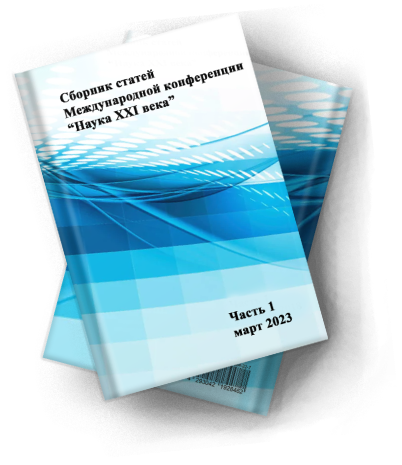 Сборник статей
Международной конференции
“Наука XXI века”
Часть 1
март 2023